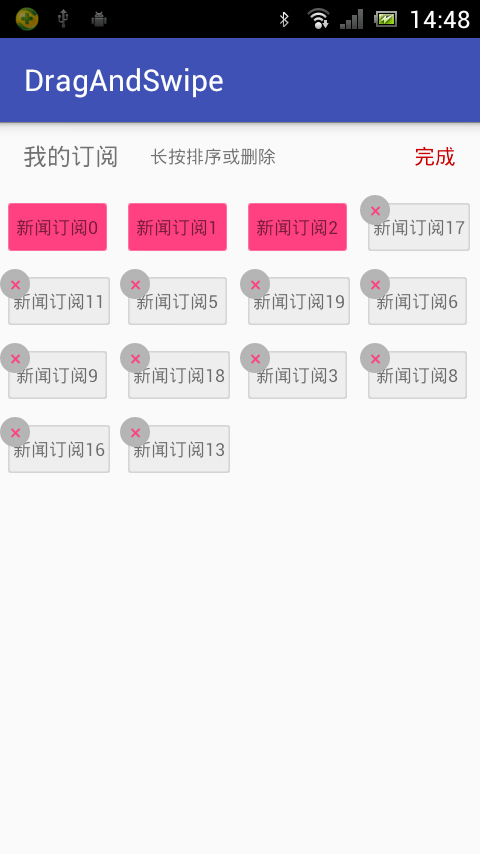 14:48
DragAndSwipe
我的订阅 长按排序或删除 完成
新闻订阅0 新闻订阅1 新闻订阅2 新闻订阅17
新闻订阅11 新闻订阅5 新闻订阅19 新闻订阅6
新闻订阅9 新闻订阅18 新闻订阅3 新闻订阅8
新闻订阅16 新闻订阅13